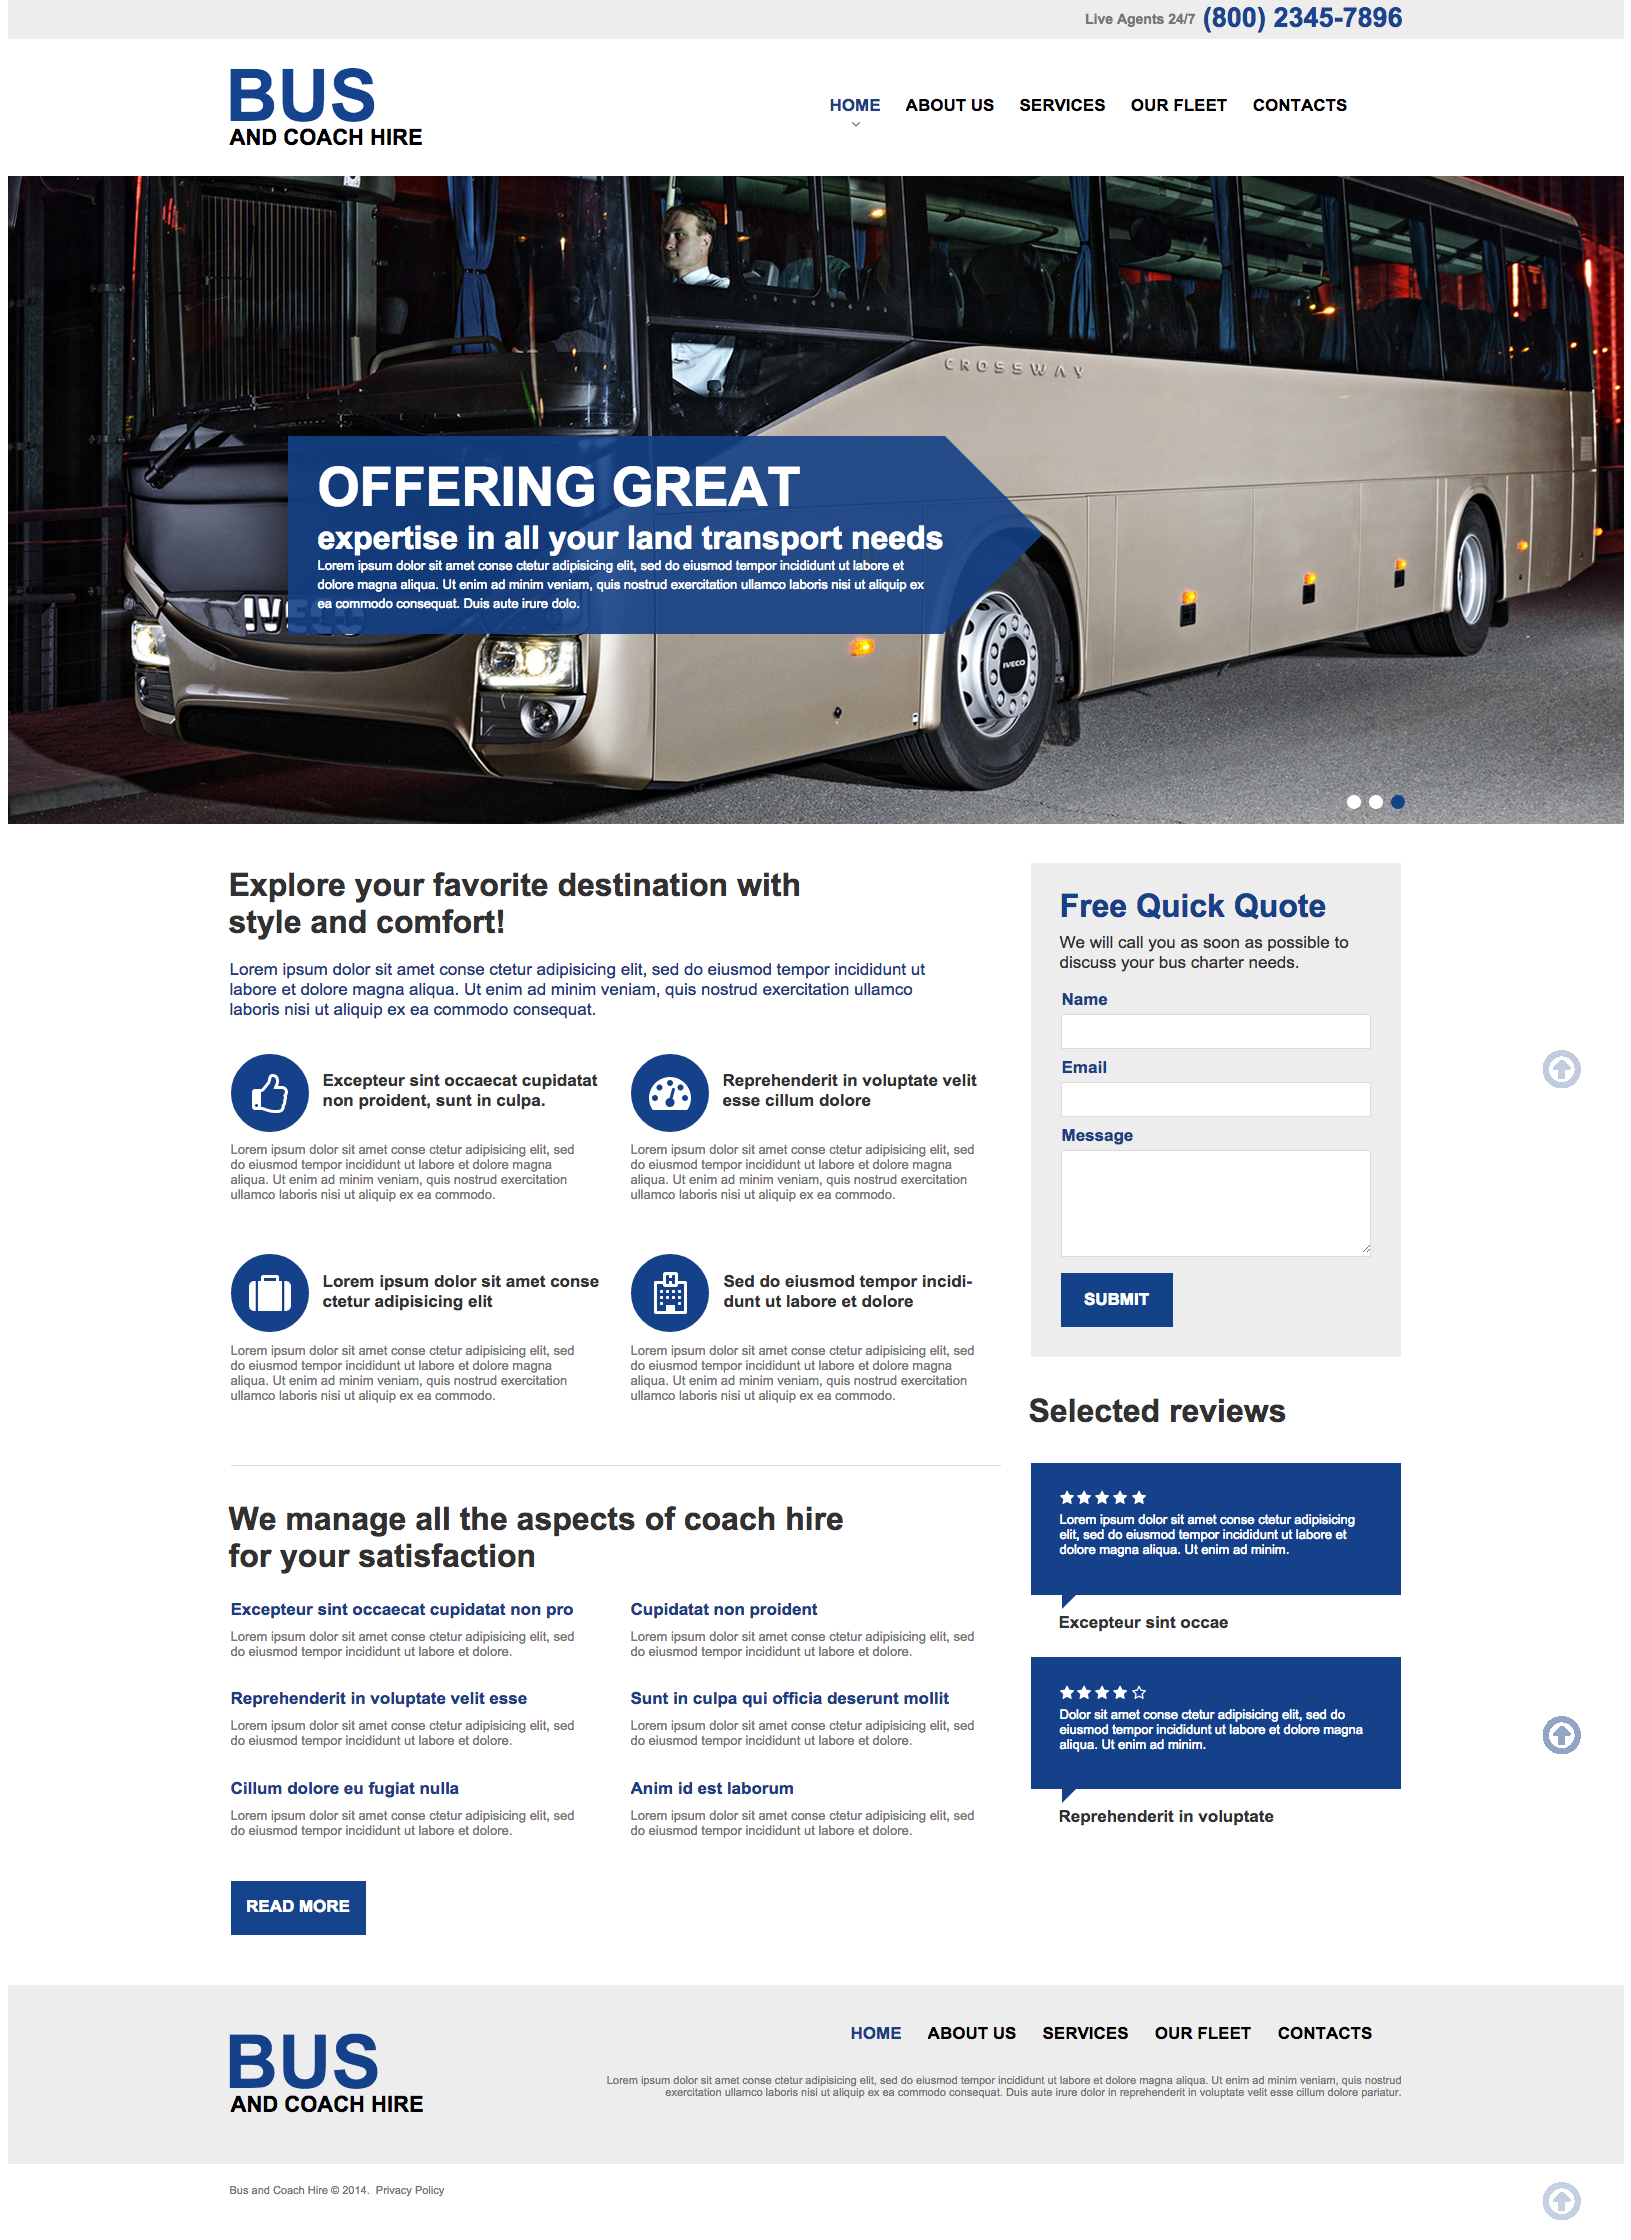 Live Agents 24/7 (800) 2345-7896
BUS
AND COACH HIRE
HOME ABOUT US SERVICES OUR FLEET CONTACTS
CROSSWAY
OFFERING GREAT
expertise in all your land transport needs
Lorem ipsum dolor sit amet conse ctetur adipisicing elit, sed do eiusmod tempor incididunt ut labore et
dolore magna aliqua. Ut enim ad minim veniam, quis nostrud exercitation ullamco laboris nisi ut aliquip ex
ea commodo consequat. Duis aute irure dolo.
IVECO
IVECO
Explore your favorite destination with
style and comfort!
Lorem ipsum dolor sit amet conse ctetur adipisicing elit, sed do eiusmod tempor incididunt ut
labore et dolore magna aliqua. Ut enim ad minim veniam, quis nostrud exercitation ullamco
laboris nisi ut aliquip ex ea commodo consequat.
Excepteur sint occaecat cupidatat
non proident, sunt in culpa.
Lorem ipsum dolor sit amet conse ctetur adipisicing elit, sed
do eiusmod tempor incididunt ut labore et dolore magna
aliqua. Ut enim ad minim veniam, quis nostrud exercitation
ullamco laboris nisi ut aliquip ex ea commodo.
Reprehenderit in voluptate velit
esse cillum dolore
Lorem ipsum dolor sit amet conse ctetur adipisicing elit, sed
do eiusmod tempor incididunt ut labore et dolore magna
aliqua. Ut enim ad minim veniam, quis nostrud exercitation
ullamco laboris nisi ut aliquip ex ea commodo.
Lorem ipsum dolor sit amet conse
ctetur adipisicing elit
Lorem ipsum dolor sit amet conse ctetur adipisicing elit, sed
do eiusmod tempor incididunt ut labore et dolore magna
aliqua. Ut enim ad minim veniam, quis nostrud exercitation
ullamco laboris nisi ut aliquip ex ea commodo.
H
Sed do eiusmod tempor incidi-
dunt ut labore et dolore
Lorem ipsum dolor sit amet conse ctetur adipisicing elit, sed
do eiusmod tempor incididunt ut labore et dolore magna
aliqua. Ut enim ad minim veniam, quis nostrud exercitation
ullamco laboris nisi ut aliquip ex ea commodo.
We manage all the aspects of coach hire
for your satisfaction
Excepteur sint occaecat cupidatat non pro
Lorem ipsum dolor sit amet conse ctetur adipisicing elit, sed
do eiusmod tempor incididunt ut labore et dolore.
Cupidatat non proident
Lorem ipsum dolor sit amet conse ctetur adipisicing elit, sed
do eiusmod tempor incididunt ut labore et dolore.
Reprehenderit in voluptate velit esse
Lorem ipsum dolor sit amet conse ctetur adipisicing elit, sed
do eiusmod tempor incididunt ut labore et dolore.
Sunt in culpa qui officia deserunt mollit
Lorem ipsum dolor sit amet conse ctetur adipisicing elit, sed
do eiusmod tempor incididunt ut labore et dolore.
Cillum dolore eu fugiat nulla
Lorem ipsum dolor sit amet conse ctetur adipisicing elit, sed
do eiusmod tempor incididunt ut labore et dolore.
Anim id est laborum
Lorem ipsum dolor sit amet conse ctetur adipisicing elit, sed
do eiusmod tempor incididunt ut labore et dolore.
READ MORE
Free Quick Quote
We will call you as soon as possible to
discuss your bus charter needs.
Name
Email
Message
SUBMIT
Selected reviews
Lorem ipsum dolor sit amet conse ctetur adipisicing
elit, sed do eiusmod tempor incididunt ut labore et
dolore magna aliqua. Ut enim ad minim.
Excepteur sint occae
Dolor sit amet conse ctetur adipisicing elit, sed do
eiusmod tempor incididunt ut labore et dolore magna
aliqua. Ut enim ad minim.
Reprehenderit in voluptate
BUS
AND COACH HIRE
HOME ABOUT US SERVICES OUR FLEET CONTACTS
Lorem ipsum dolor sit amet conse ctetur adipisicing elit, sed do eiusmod tempor incididunt ut labore et dolore magna aliqua. Ut enim ad minim veniam, quis nostrud
exercitation ullamco laboris nisi ut aliquip ex ea commodo consequat. Duis aute irure dolor in reprehenderit in voluptate velit esse cillum dolore pariatur.
Bus and Coach Hire © 2014. Privacy Policy